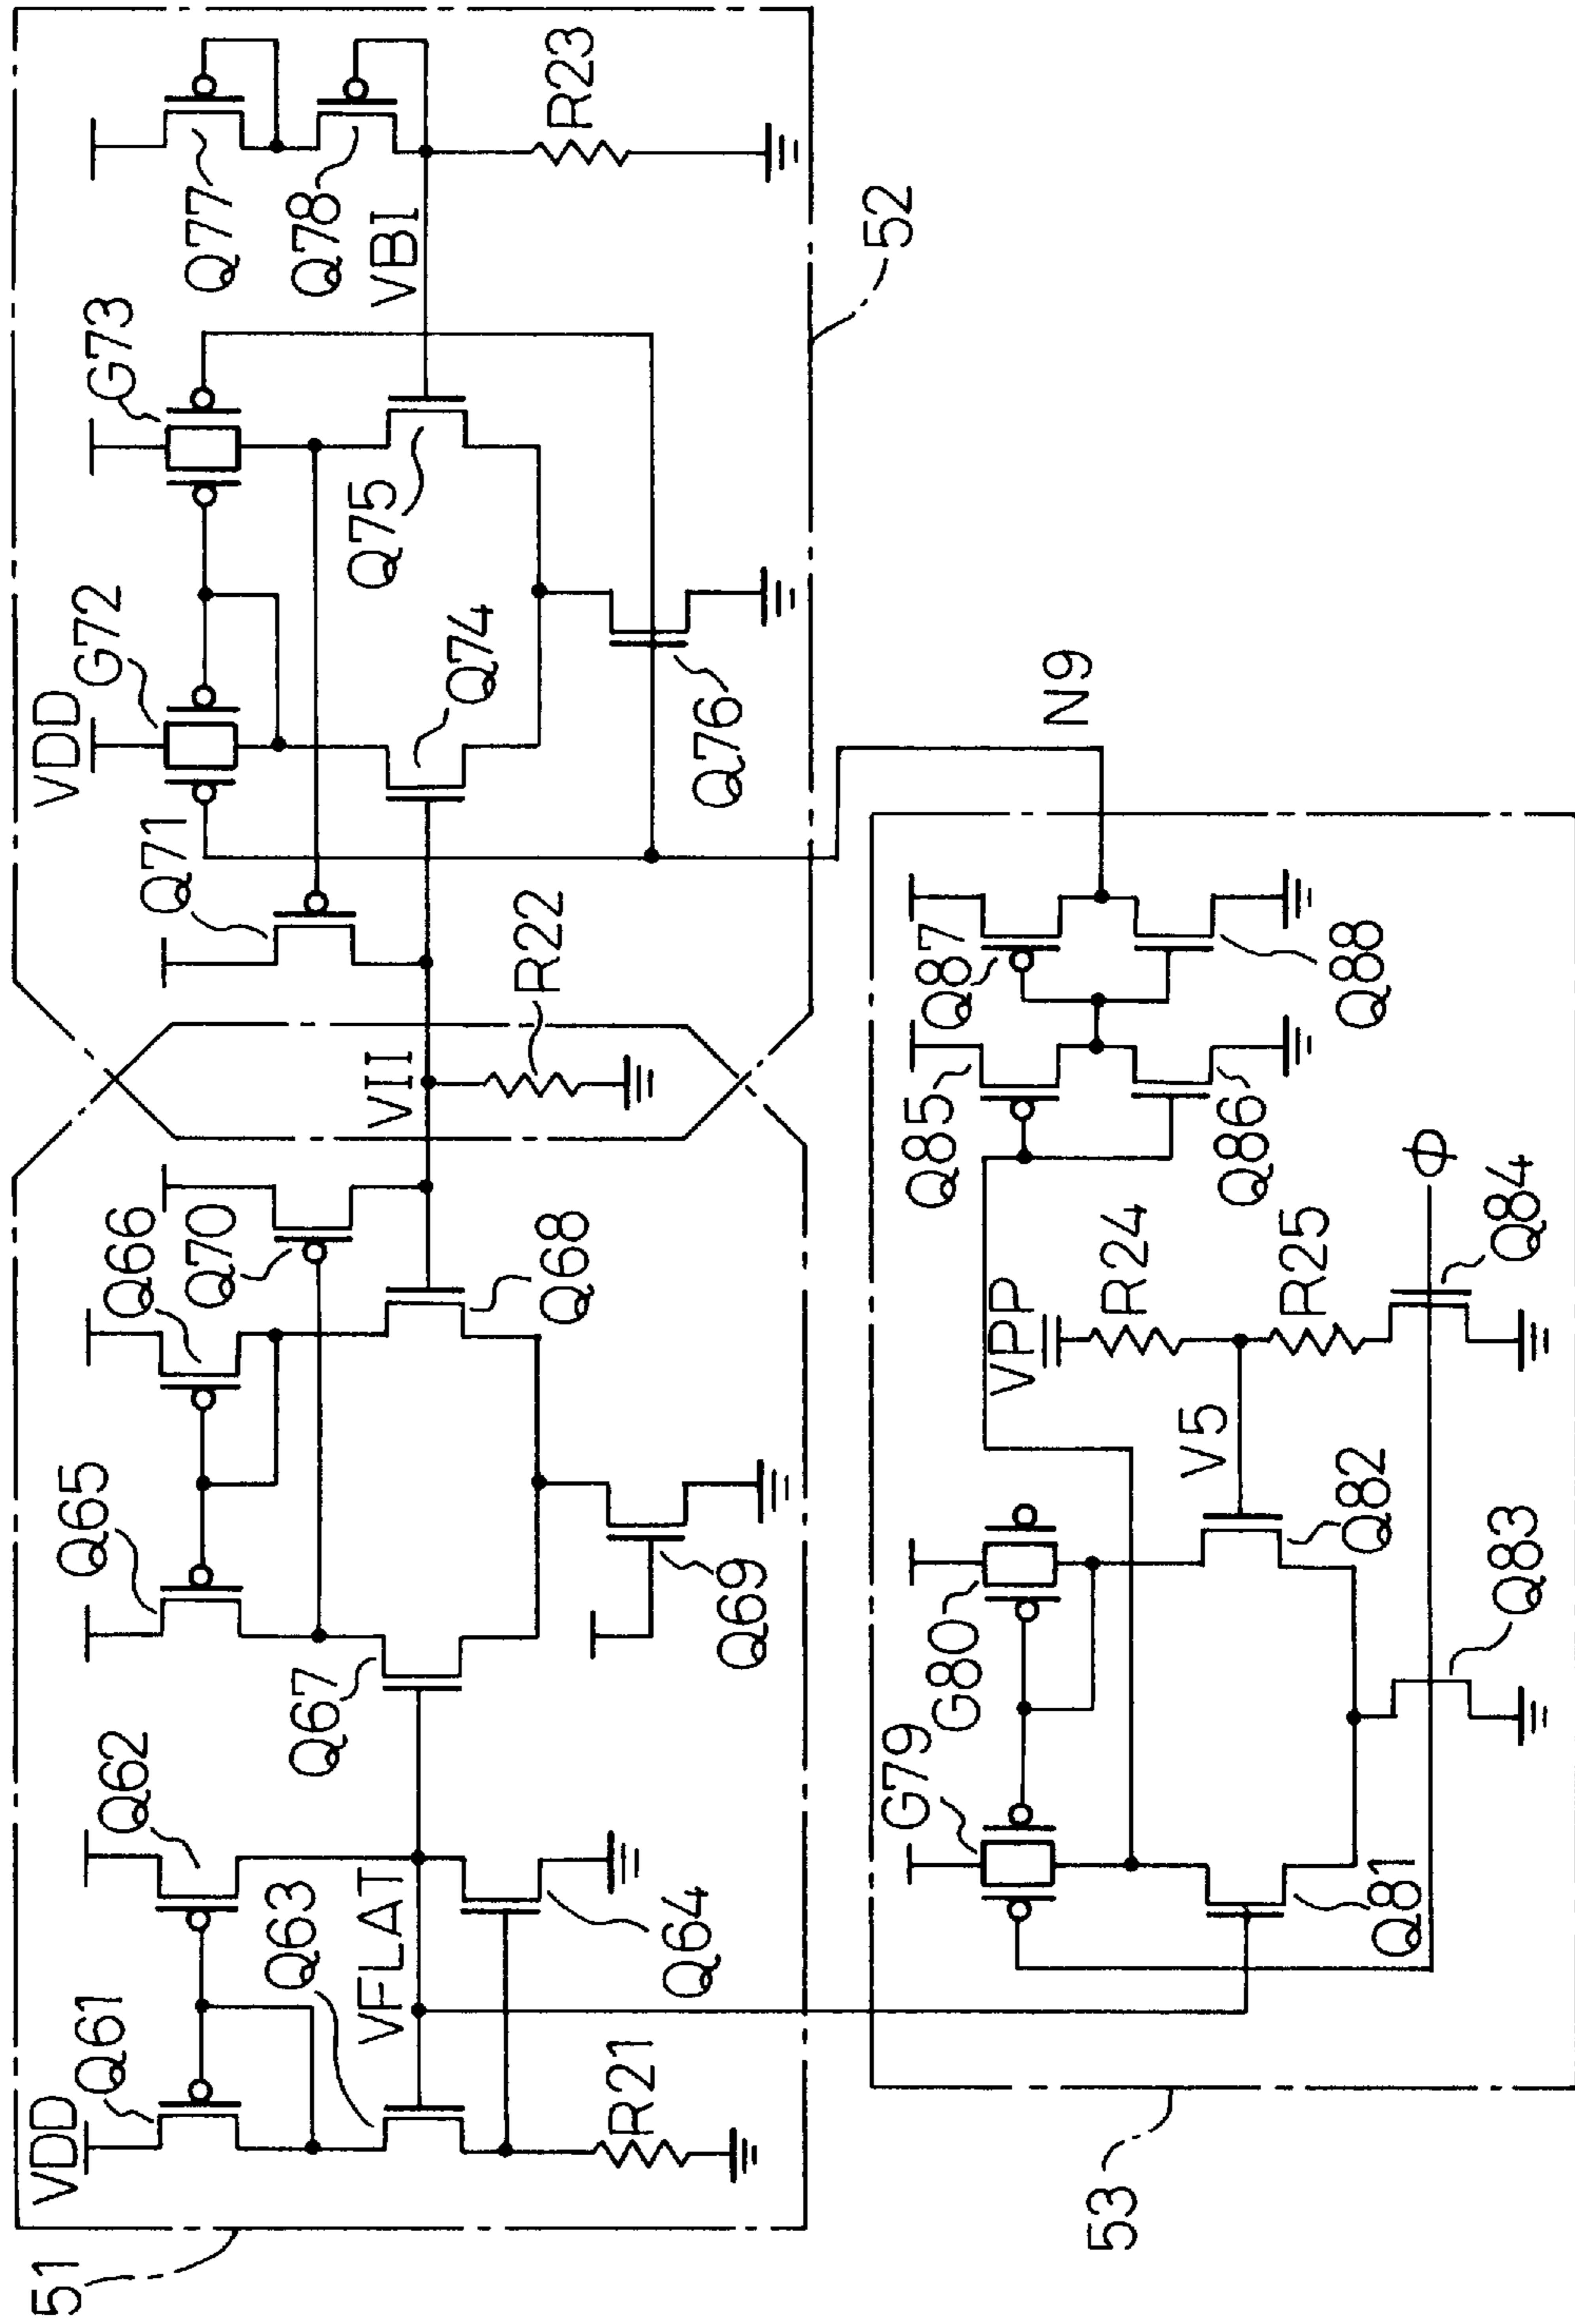 51
VDD
Q61
Q62
Q63
VFLAT
Q64
R21
Q65
Q66
Q67
Q70
Q68
Q69
VII
R22
VDD
Q71
G72
G73
Q74
Q75
Q76
Q77
Q78
VBI
R23
52
53
G79
G80
VPP
R24
V5
R25
Q81
Q82
Q83
Q84
Φ
Q85
Q86
Q87
Q88
N9